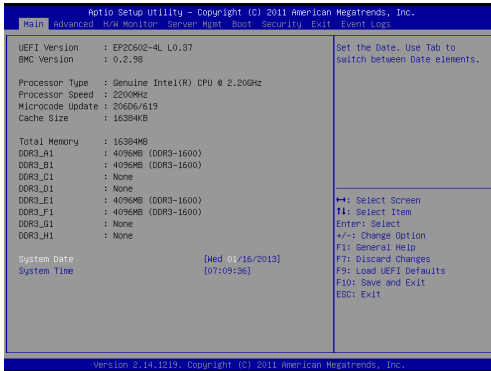 Aptio Setup Utility - Copyright (C) 2011 American Megatrends, Inc.
Main Advanced H/W Monitor Server Mgmt Boot Security Exit Event Logs
UEFI Version : EP2C602-4L L0.37
BMC Version : 0.2.98
Processor Type : Genuine Intel(R) CPU @ 2.20GHz
Processor Speed : 2200MHz
Microcode Update : 206D6/619
Cache Size : 16384KB
Total Memory : 16384MB
DDR3_A1 : 4096MB (DDR3-1600)
DDR3_B1 : 4096MB (DDR3-1600)
DDR3_C1 : None
DDR3_D1 : None
DDR3_E1 : 4096MB (DDR3-1600)
DDR3_F1 : 4096MB (DDR3-1600)
DDR3_G1 : None
DDR3_H1 : None
System Date [Wed 01/16/2013]
System Time [07:09:36]
Set the Date. Use Tab to
switch between Date elements.
↔: Select Screen
↑↓: Select Item
Enter: Select
+/-: Change Option
F1: General Help
F7: Discard Changes
F9: Load UEFI Defaults
F10: Save and Exit
ESC: Exit
Version 2.14.1219. Copyright (C) 2011 American Megatrends, Inc.